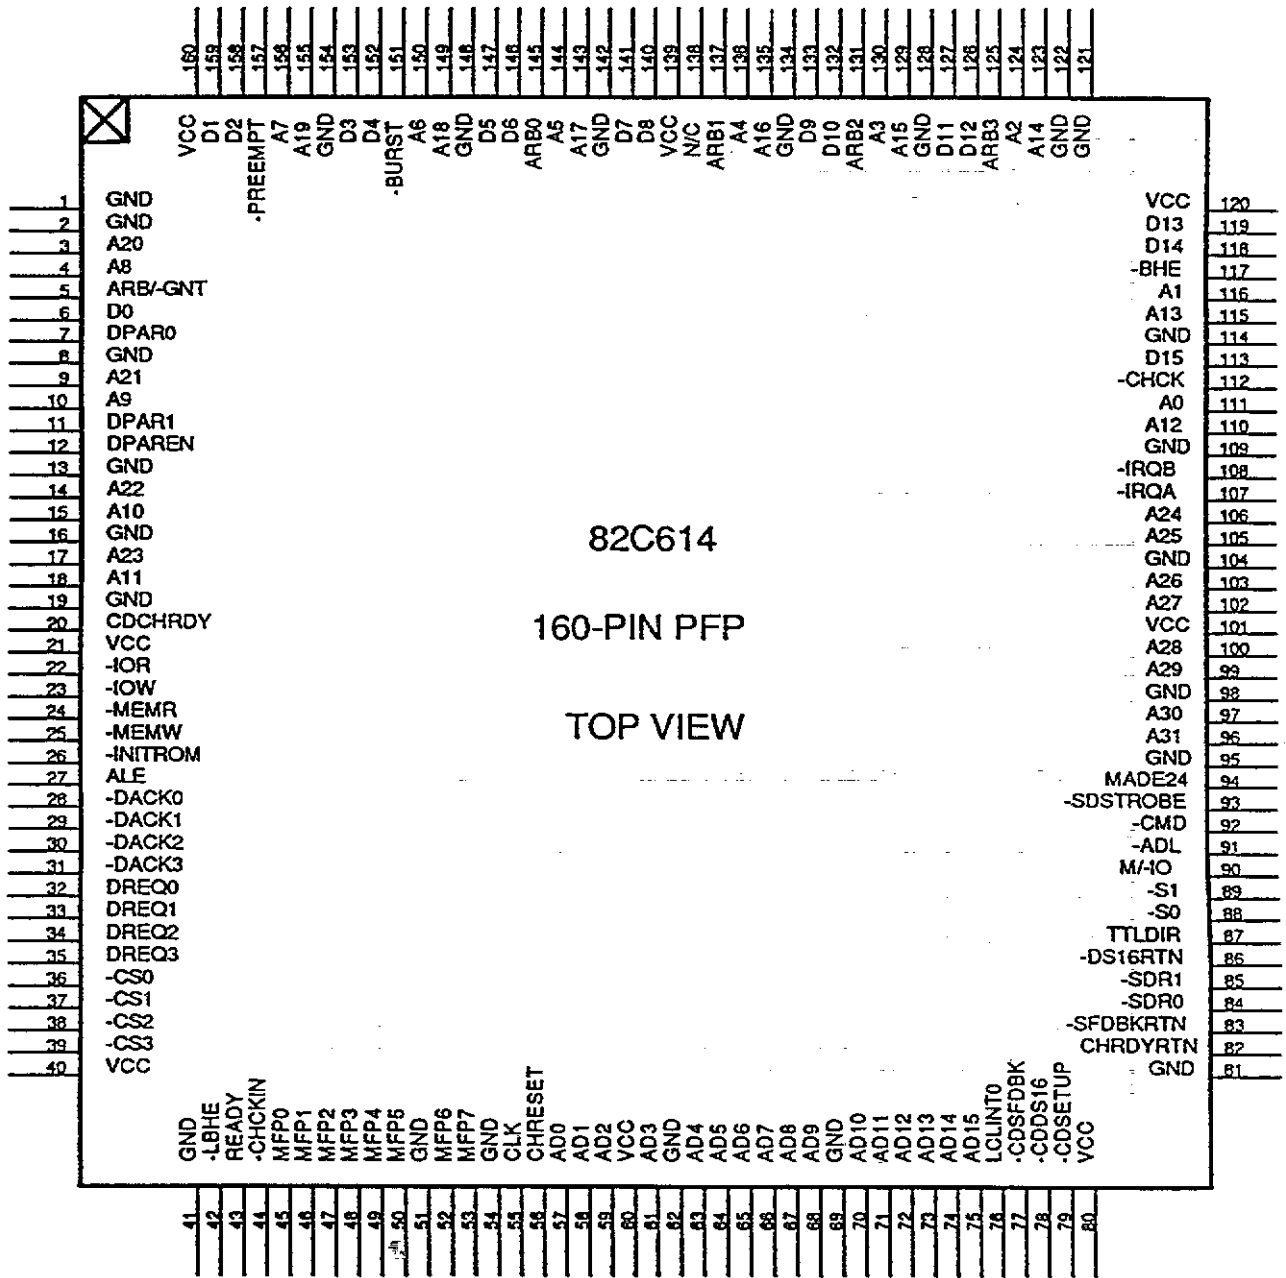 160 159 158 157 156 155 154 153 152 151 150 149 148 147 146 145 144 143 142 141 140 139 138 137 136 135 134 133 132 131 130 129 128 127 126 125 124 123 122 121
VCC D1 D2 -PREEMPT A7 A19 GND D3 D4 -BURST A6 A18 GND D5 D6 ARB0 A5 A17 GND D7 D8 VCC N/C ARB1 A4 A16 GND D9 D10 ARB2 A3 A15 GND D11 D12 ARB3 A2 A14 GND GND
1 GND
2 GND
3 A20
4 A8
5 ARB/-GNT
6 D0
7 DPAR0
8 GND
9 A21
10 A9
11 DPAR1
12 DPAREN
13 GND
14 A22
15 A10
16 GND
17 A23
18 A11
19 GND
20 CDCHRDY
21 VCC
22 -IOR
23 -IOW
24 -MEMR
25 -MEMW
26 -INITROM
27 ALE
28 -DACK0
29 -DACK1
30 -DACK2
31 -DACK3
32 DREQ0
33 DREQ1
34 DREQ2
35 DREQ3
36 -CS0
37 -CS1
38 -CS2
39 -CS3
40 VCC
82C614
160-PIN PFP
TOP VIEW
VCC 120
D13 119
D14 118
-BHE 117
A1 116
A13 115
GND 114
D15 113
-CHCK 112
A0 111
A12 110
GND 109
-IRQB 108
-IRQA 107
A24 106
A25 105
GND 104
A26 103
A27 102
VCC 101
A28 100
A29 99
GND 98
A30 97
A31 96
GND 95
MADE24 94
-SDSTROBE 93
-CMD 92
-ADL 91
M/-IO 90
-S1 89
-S0 88
TTLDIR 87
-DS16RTN 86
-SDR1 85
-SDR0 84
-SFDBKRTN 83
CHRDYRTN 82
GND 81
GND -LBHE READY -CHCKIN MFP0 MFP1 MFP2 MFP3 MFP4 MFP5 GND MFP6 MFP7 GND CLK CHRESET AD0 AD1 AD2 VCC AD3 GND AD4 AD5 AD6 AD7 AD8 AD9 GND AD10 AD11 AD12 AD13 AD14 AD15 LCLINT0 -CDSFDBK -CDDS16 -CDSETUP VCC
41 42 43 44 45 46 47 48 49 50 51 52 53 54 55 56 57 58 59 60 61 62 63 64 65 66 67 68 69 70 71 72 73 74 75 76 77 78 79 80